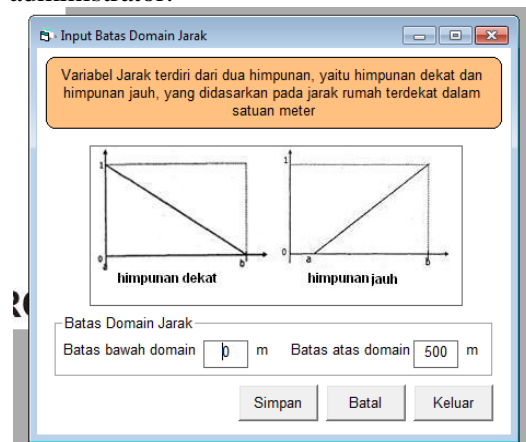 administrator.
Input Batas Domain Jarak
Variabel Jarak terdiri dari dua himpunan, yaitu himpunan dekat dan
himpunan jauh, yang didasarkan pada jarak rumah terdekat dalam
satuan meter
1 1
0 a b 0 a b
himpunan dekat himpunan jauh
Batas Domain Jarak
Batas bawah domain 0 m Batas atas domain 500 m
Simpan Batal Keluar